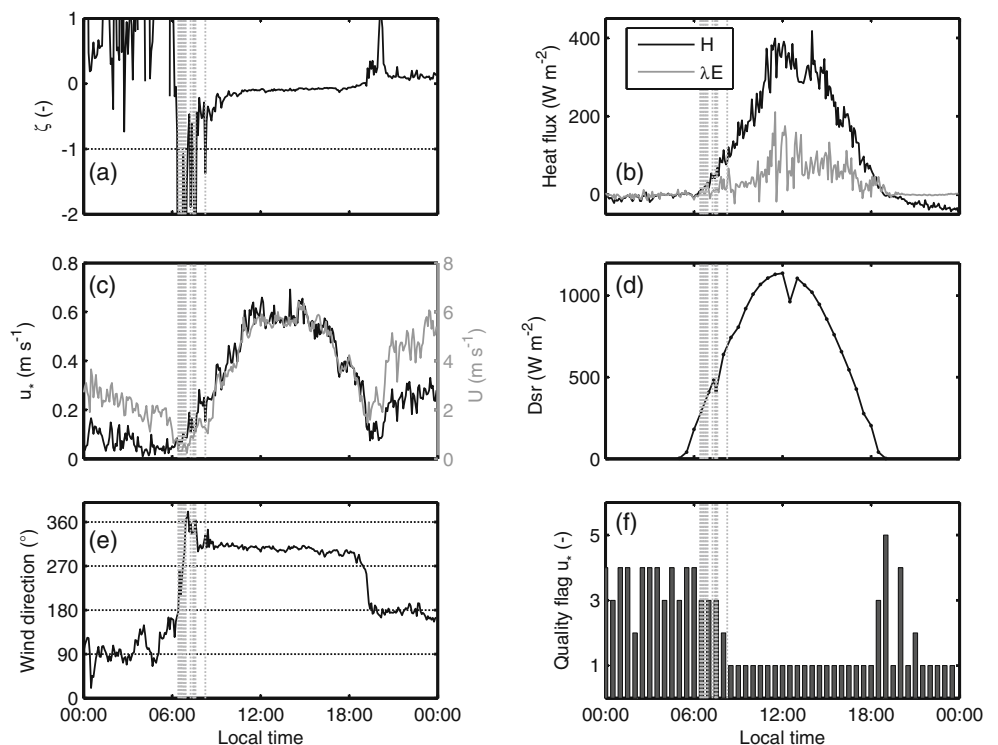 1
0
-1
-2
ζ (-)
(a)
400
200
0
Heat flux (W m-2)
H
λE
(b)
0.8
0.6
0.4
0.2
0
u* (m s-1)
(c)
8
6
4
2
0
U (m s-1)
1000
500
0
Dsr (W m-2)
(d)
360
270
180
90
0
Wind direction (°)
(e)
00:00 06:00 12:00 18:00 00:00
Local time
5
3
1
Quality flag u* (-)
(f)
00:00 06:00 12:00 18:00 00:00
Local time